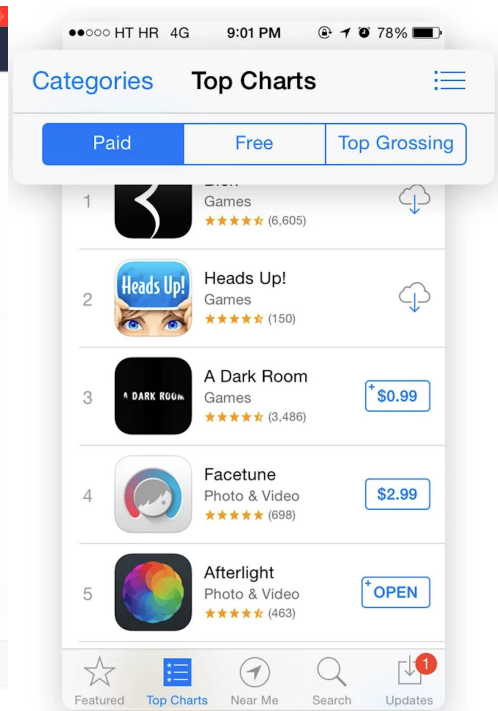 HT HR 4G 9:01 PM 78%
Categories Top Charts
Paid Free Top Grossing
1
Games
(6,605)
Heads Up!
2
Heads Up!
Games
(150)
A DARK ROOM
3
A Dark Room
Games
(3,486)
+ $0.99
4
Facetune
Photo & Video
(698)
$2.99
5
Afterlight
Photo & Video
(463)
+ OPEN
1
Featured Top Charts Near Me Search Updates